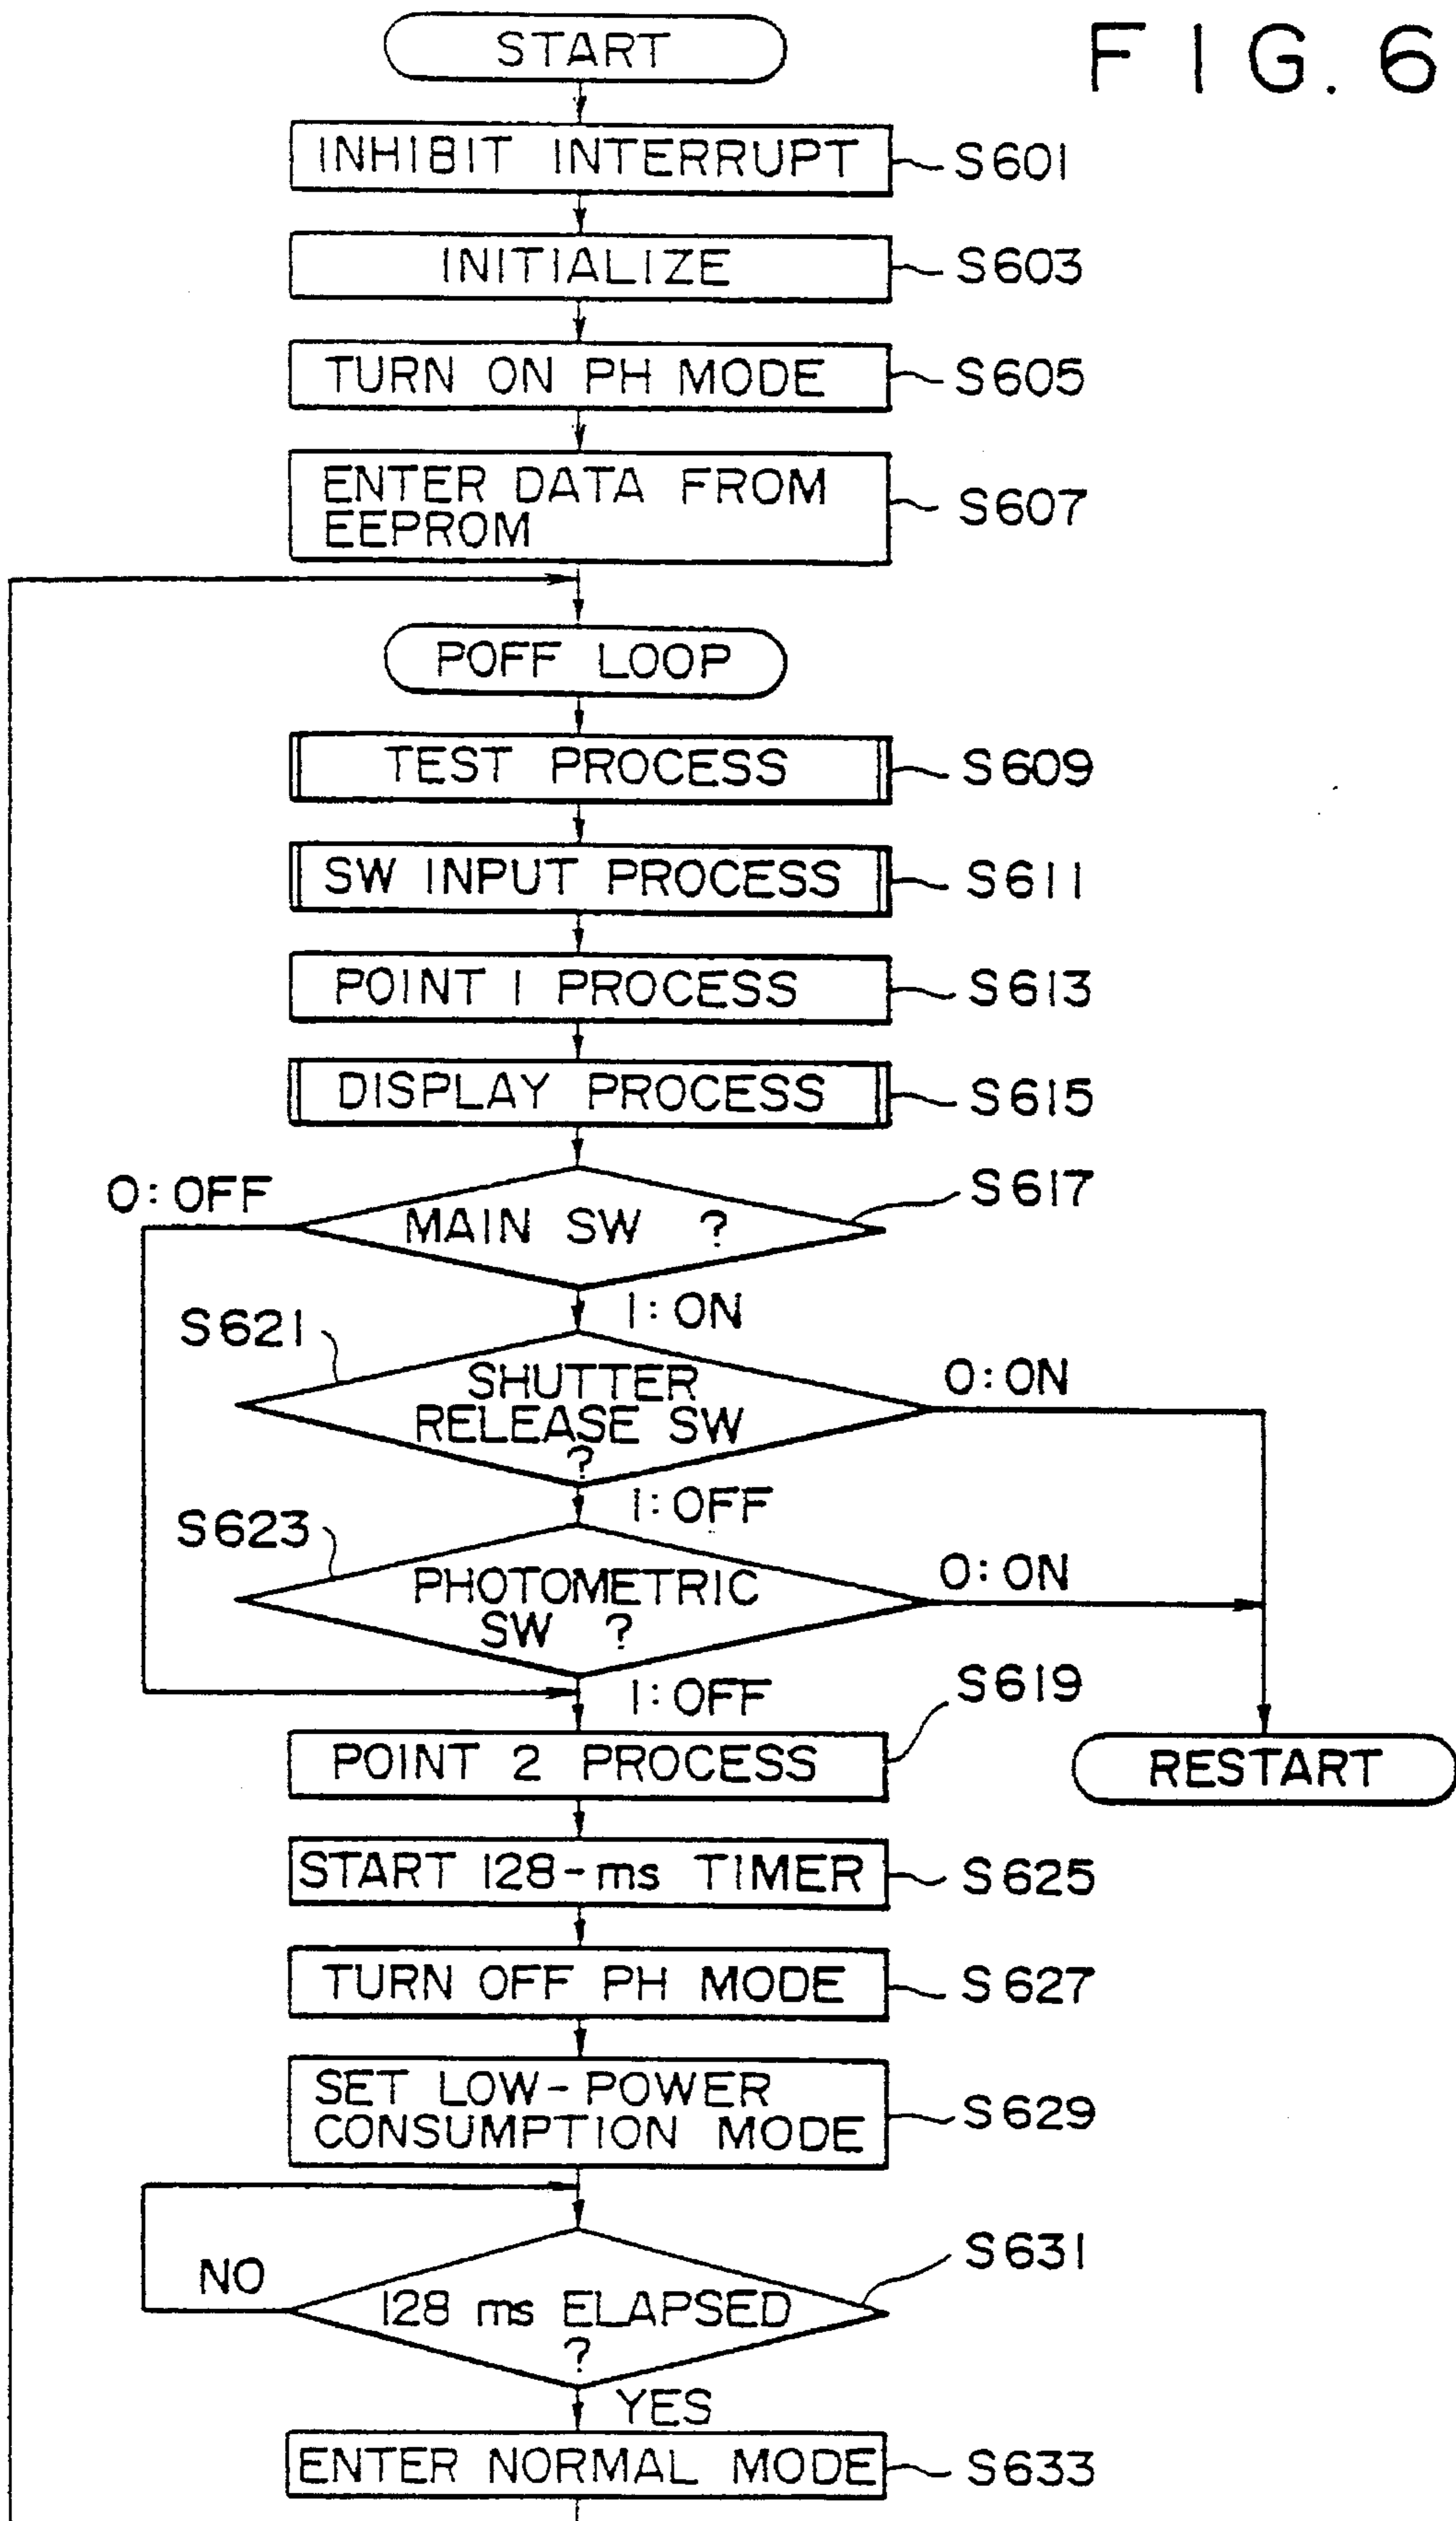 FIG. 6
START
INHIBIT INTERRUPT
S601
INITIALIZE
S603
TURN ON PH MODE
S605
ENTER DATA FROM
EEPROM
S607
POFF LOOP
TEST PROCESS
S609
SW INPUT PROCESS
S611
POINT 1 PROCESS
S613
DISPLAY PROCESS
S615
S617
0:OFF
MAIN SW ?
1:ON
S621
SHUTTER
RELEASE SW
?
0:ON
1:OFF
S623
PHOTOMETRIC
SW ?
0:ON
1:OFF
S619
POINT 2 PROCESS
RESTART
START 128-ms TIMER
S625
TURN OFF PH MODE
S627
SET LOW-POWER
CONSUMPTION MODE
S629
S631
NO
128 ms ELAPSED
?
YES
ENTER NORMAL MODE
S633